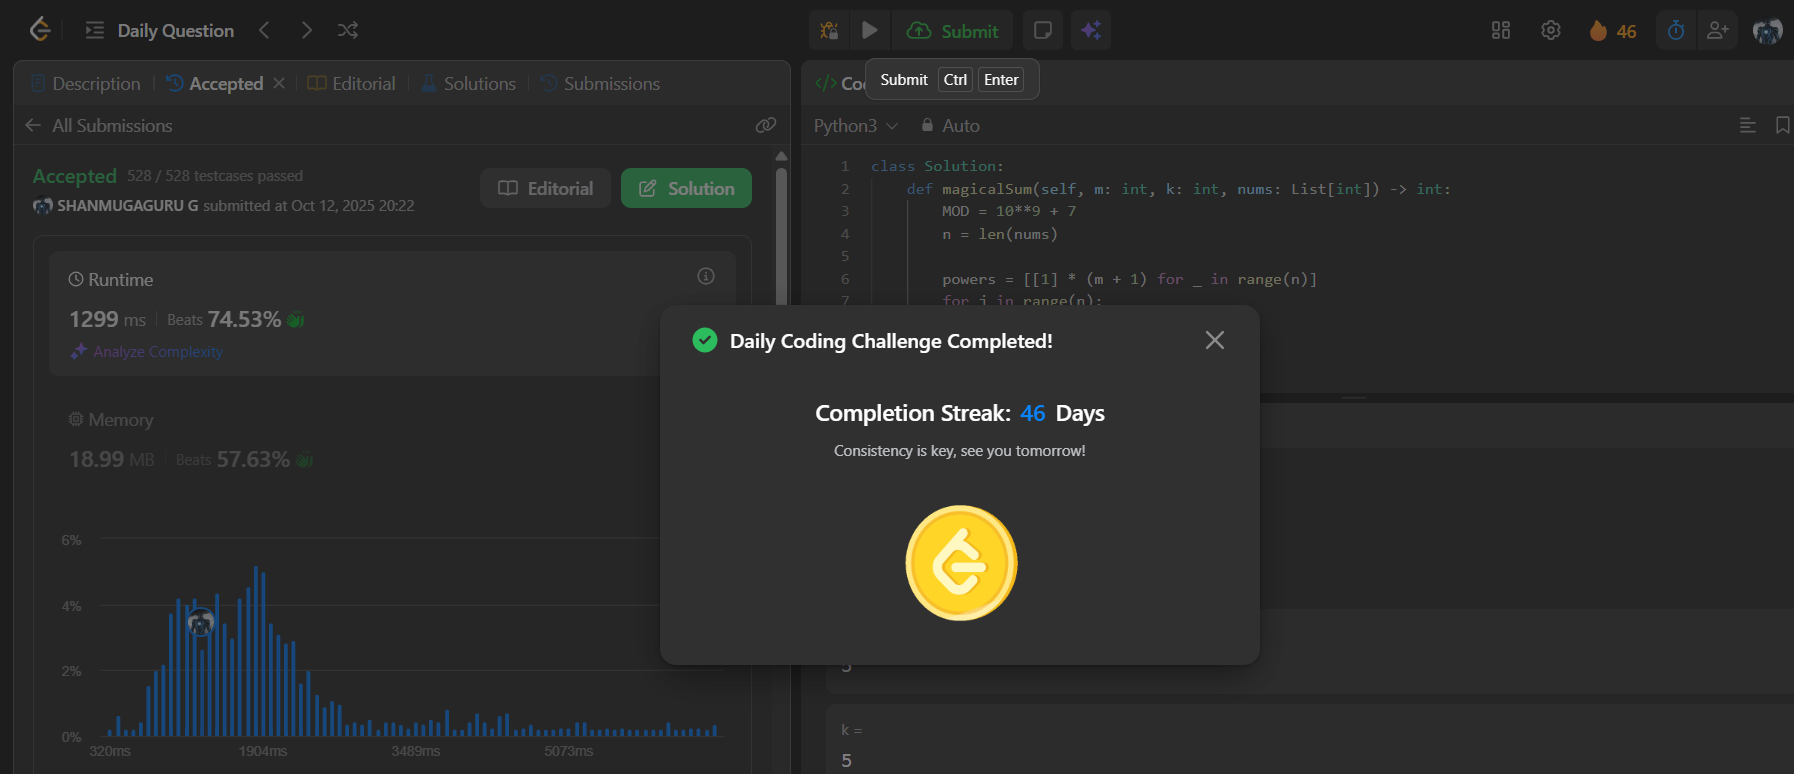 Daily Question
Submit
46
Description
Accepted
Editorial
Solutions
Submissions
Submit Ctrl Enter
All Submissions
Python3
Auto
Accepted 528 / 528 testcases passed
SHANMUGAGURU G submitted at Oct 12, 2025 20:22
Editorial
Solution
Runtime
1299 ms Beats 74.53%
Analyze Complexity
Memory
18.99 MB Beats 57.63%
6%
4%
2%
0%
320ms 1904ms 3489ms 5073ms
1 class Solution:
2 def magicalSum(self, m: int, k: int, nums: List[int]) -> int:
3 MOD = 10**9 + 7
4 n = len(nums)
5
6 powers = [[1] * (m + 1) for _ in range(n)]
7 for j in range(n):
Daily Coding Challenge Completed!
Completion Streak: 46 Days
Consistency is key, see you tomorrow!
5
k =
5